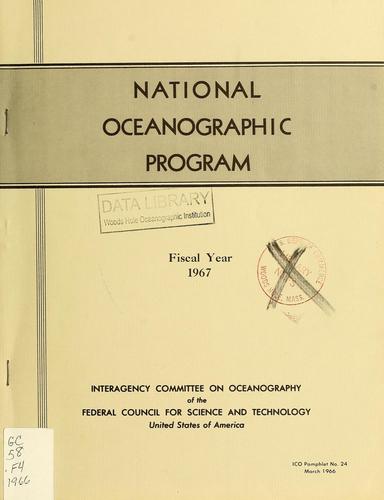 NATIONAL
OCEANOGRAPHIC
PROGRAM
DATA LIBRARY
Woods Hole Oceanographic Institution
Fiscal Year
1967
WOODS MASS.
INTERAGENCY COMMITTEE ON OCEANOGRAPHY
of the
FEDERAL COUNCIL FOR SCIENCE AND TECHNOLOGY
United States of America
GC
58
.F4
1966
ICO Pamphlet No. 24
March 1966